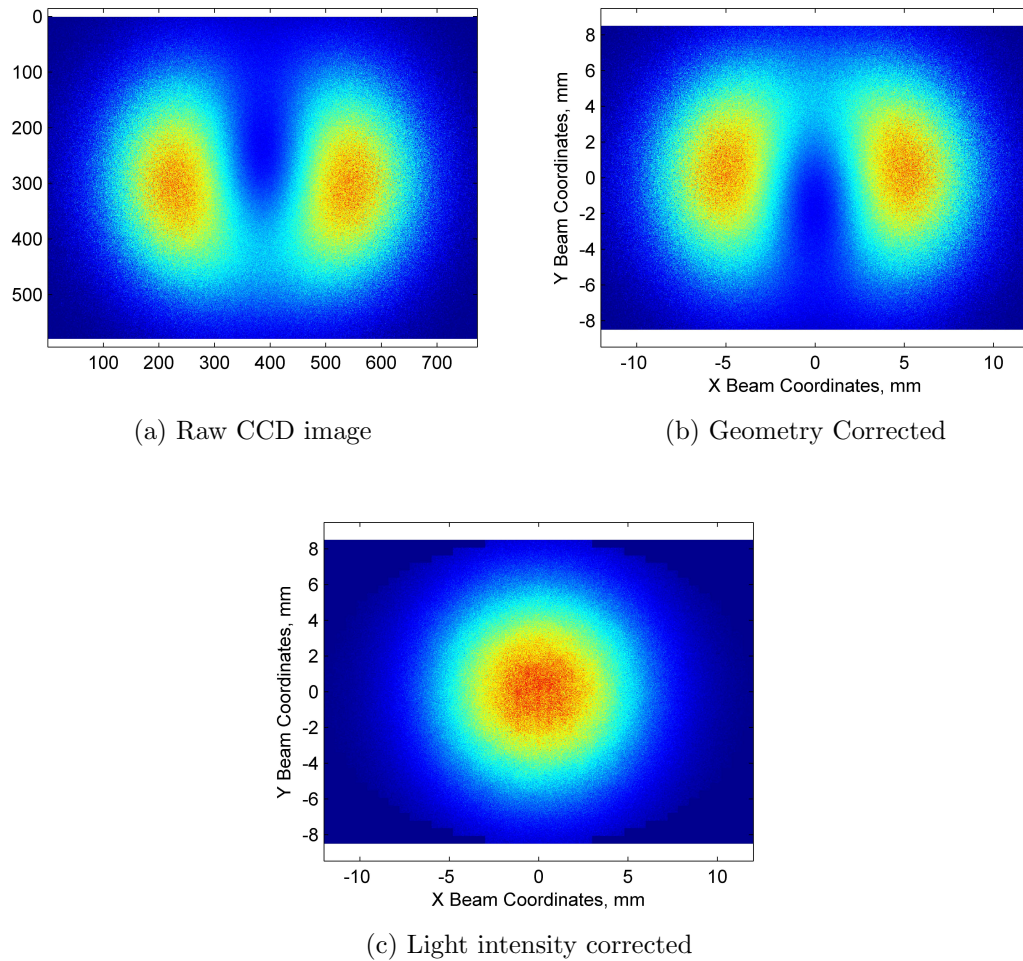 0
100
200
300
400
500
100 200 300 400 500 600 700
(a) Raw CCD image
8
6
4
2
0
-2
-4
-6
-8
Y Beam Coordinates, mm
-10 -5 0 5 10
X Beam Coordinates, mm
(b) Geometry Corrected
8
6
4
2
0
-2
-4
-6
-8
Y Beam Coordinates, mm
-10 -5 0 5 10
X Beam Coordinates, mm
(c) Light intensity corrected